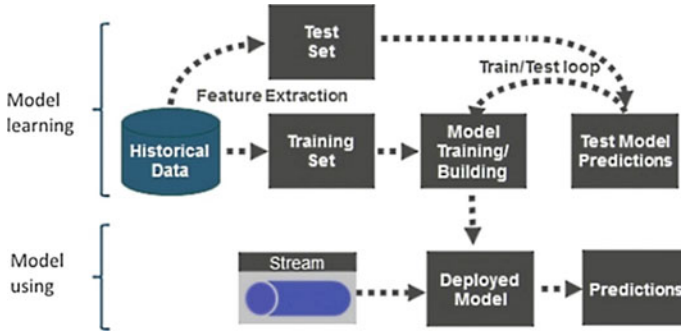 Test
Set
Train/Test loop
Feature Extraction
Model
learning
Historical
Data
Training
Set
Model
Training/
Building
Test Model
Predictions
Model
using
Stream
Deployed
Model
Predictions